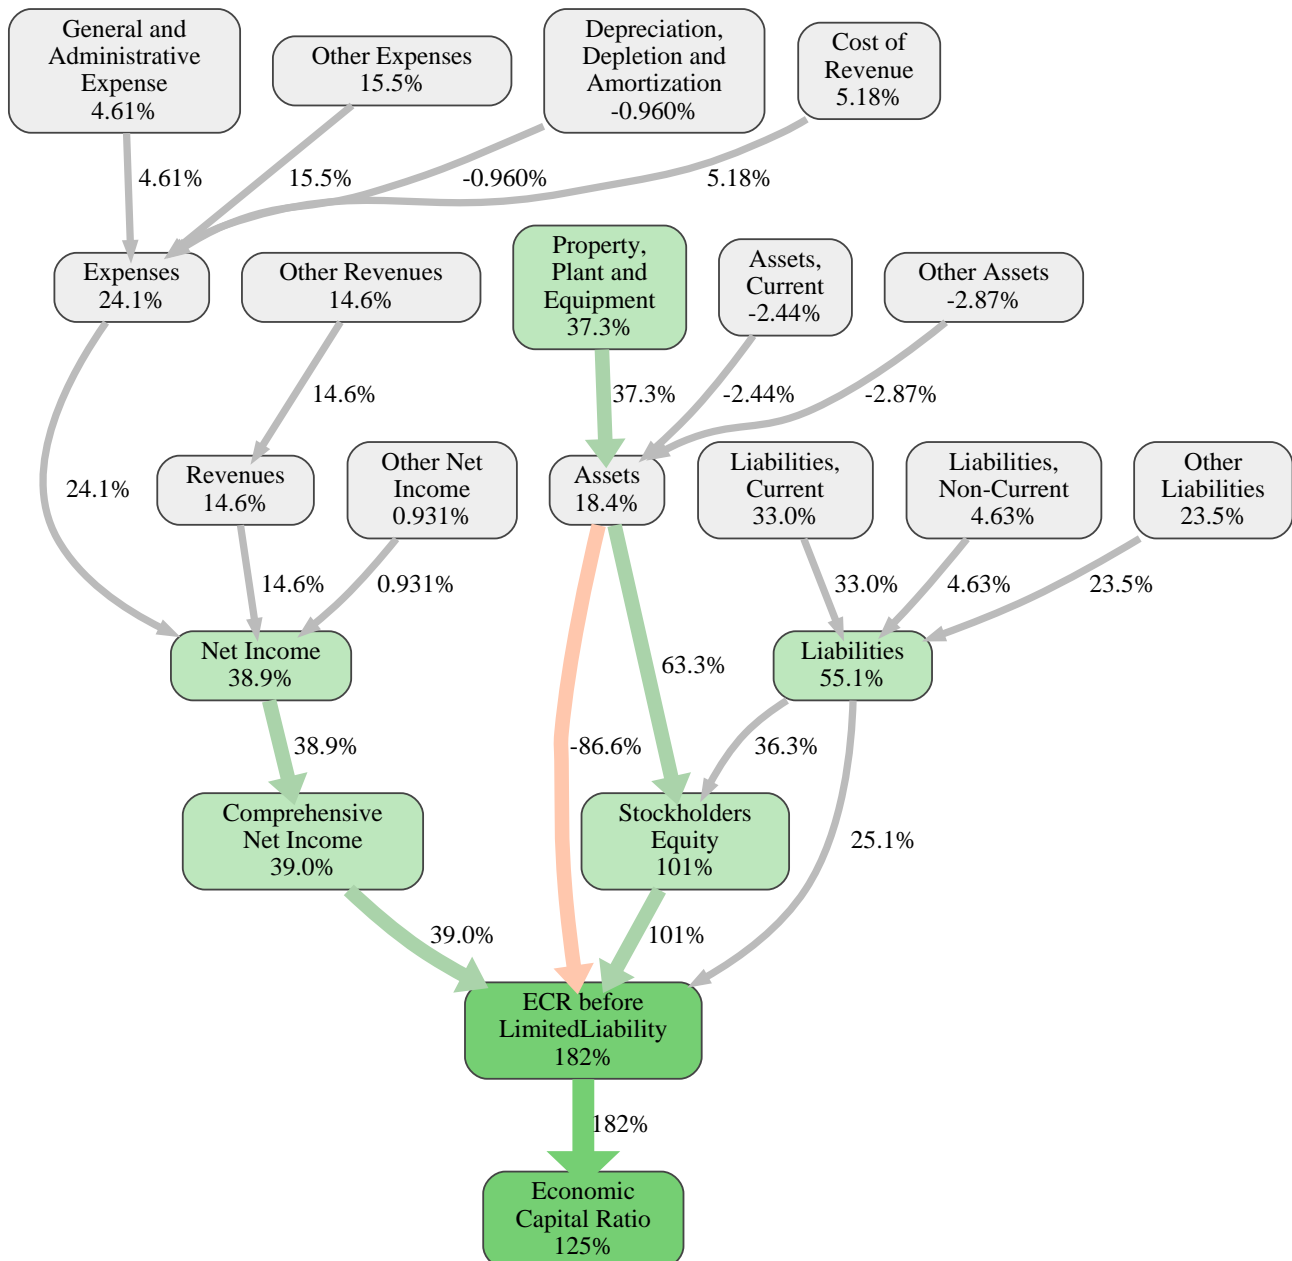 General and
Administrative
Expense
4.61%
Other Expenses
15.5%
Depreciation,
Depletion and
Amortization
-0.960%
Cost of
Revenue
5.18%
4.61%
15.5%
-0.960%
5.18%
Expenses
24.1%
Other Revenues
14.6%
Property,
Plant and
Equipment
37.3%
Assets,
Current
-2.44%
Other Assets
-2.87%
14.6%
37.3%
-2.44%
-2.87%
24.1%
Revenues
14.6%
Other Net
Income
0.931%
Assets
18.4%
Liabilities,
Current
33.0%
Liabilities,
Non-Current
4.63%
Other
Liabilities
23.5%
14.6%
0.931%
33.0%
4.63%
23.5%
Net Income
38.9%
63.3%
Liabilities
55.1%
38.9%
-86.6%
36.3%
Comprehensive
Net Income
39.0%
Stockholders
Equity
101%
25.1%
39.0%
101%
ECR before
LimitedLiability
182%
182%
Economic
Capital Ratio
125%